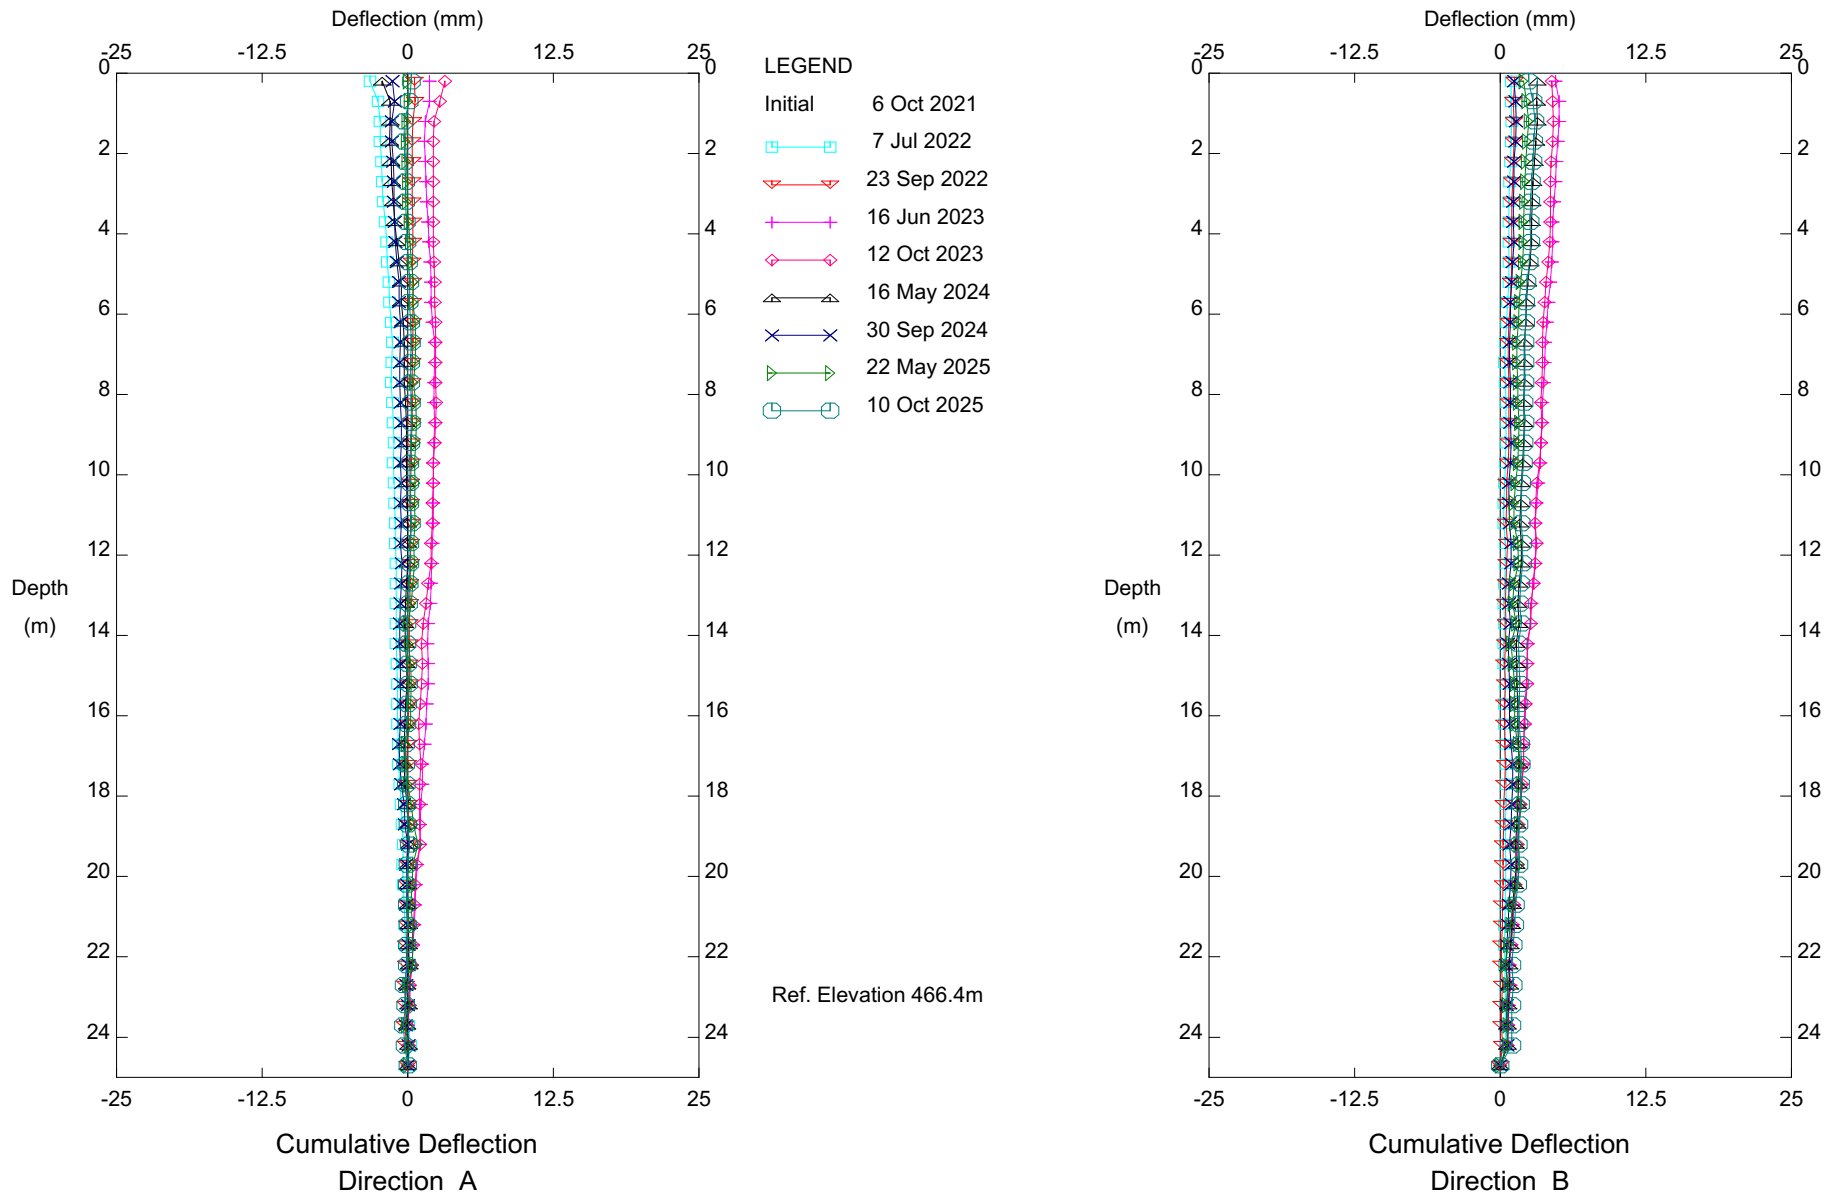 Deflection (mm)
-25 -12.5 0 12.5 25
0 0
2 2
4 4
6 6
8 8
10 10
12 12
14 14
16 16
18 18
20 20
22 22
24 24
Depth
(m)
-25 -12.5 0 12.5 25
Cumulative Deflection
Direction A
LEGEND
Initial 6 Oct 2021
7 Jul 2022
23 Sep 2022
16 Jun 2023
12 Oct 2023
16 May 2024
30 Sep 2024
22 May 2025
10 Oct 2025
Ref. Elevation 466.4m
Deflection (mm)
-25 -12.5 0 12.5 25
0 0
2 2
4 4
6 6
8 8
10 10
12 12
14 14
16 16
18 18
20 20
22 22
24 24
Depth
(m)
-25 -12.5 0 12.5 25
Cumulative Deflection
Direction B